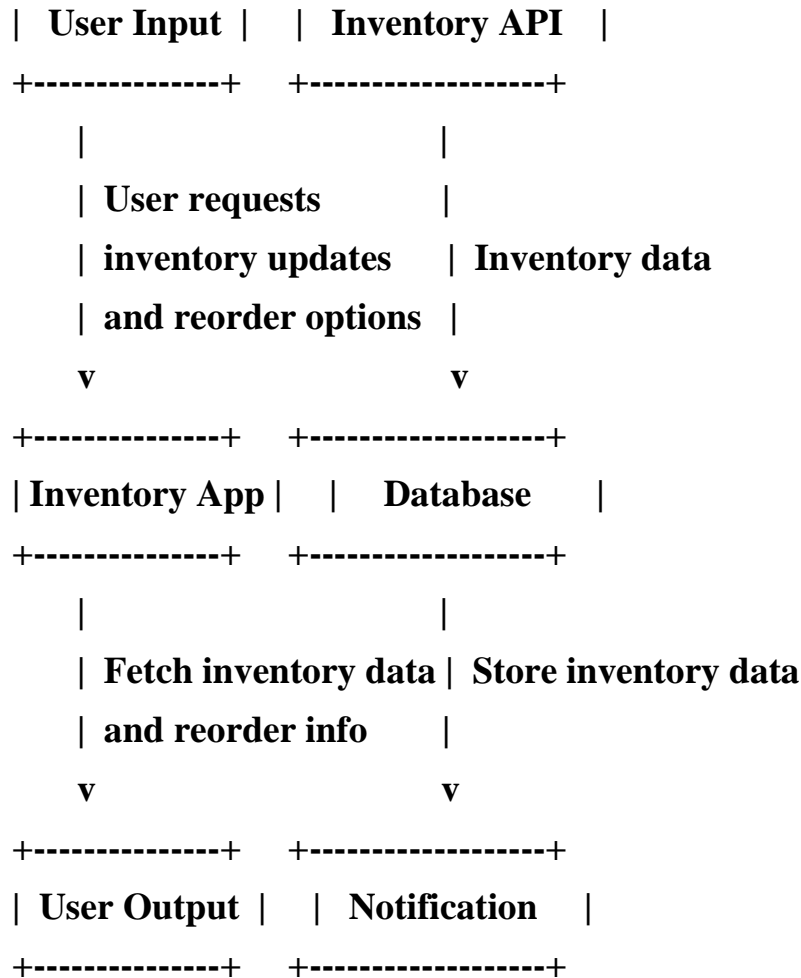 | User Input | | Inventory API |
+---------------+ +-------------------+
| |
| User requests |
| inventory updates | Inventory data
| and reorder options |
v v
+---------------+ +-------------------+
| Inventory App | | Database |
+---------------+ +-------------------+
| |
| Fetch inventory data | Store inventory data
| and reorder info |
v v
+---------------+ +-------------------+
| User Output | | Notification |
+---------------+ +-------------------+